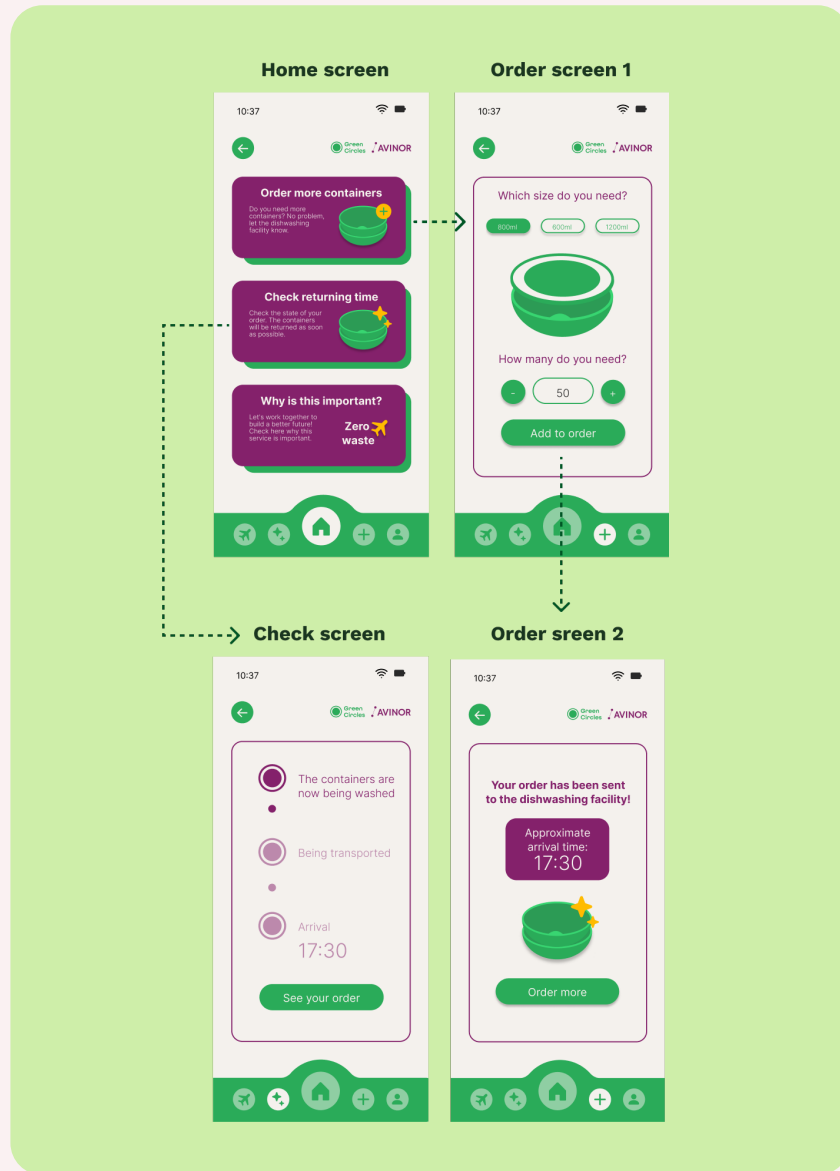 Home screen
10:37
Green
Circles
AVINOR
Order more containers
Do you need more
containers? No problem,
let the dishwashing
facility know.
Check returning time
Check the state of your
order. The containers
will be returned as soon
as possible.
Why is this important?
Let's work together to
build a better future!
Check here why this
service is important.
Zero
waste
Order screen 1
10:37
Green
Circles
AVINOR
Which size do you need?
800ml 600ml 1200ml
How many do you need?
- 50 +
Add to order
Check screen
10:37
Green
Circles
AVINOR
The containers are
now being washed
Being transported
Arrival
17:30
See your order
Order sreen 2
10:37
Green
Circles
AVINOR
Your order has been sent
to the dishwashing facility!
Approximate
arrival time:
17:30
Order more